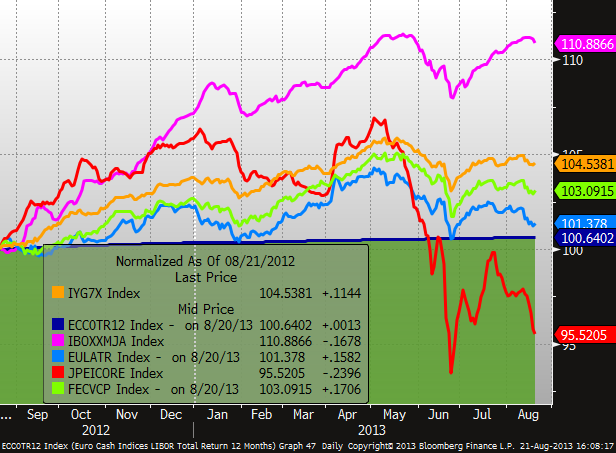 110.8866
110
105
104.5381
103.0915
101.378
100.6402
100
95.5205
95
Normalized As Of 08/21/2012
Last Price
IYG7X Index 104.5381 +.1144
Mid Price
ECC0TR12 Index - on 8/20/13 100.6402 +.0013
IBOXXMJA Index 110.8866 -.1678
EULATR Index - on 8/20/13 101.378 +.1582
JPEICORE Index 95.5205 -.2396
FECVCP Index - on 8/20/13 103.0915 +.1706
... Sep Oct Nov Dec Jan Feb Mar Apr May Jun Jul Aug
2012 2013
ECC0TR12 Index (Euro Cash Indices LIBOR Total Return 12 Months) Graph 47 Daily Copyright© 2013 Bloomberg Finance L.P. 21-Aug-2013 16:08:17